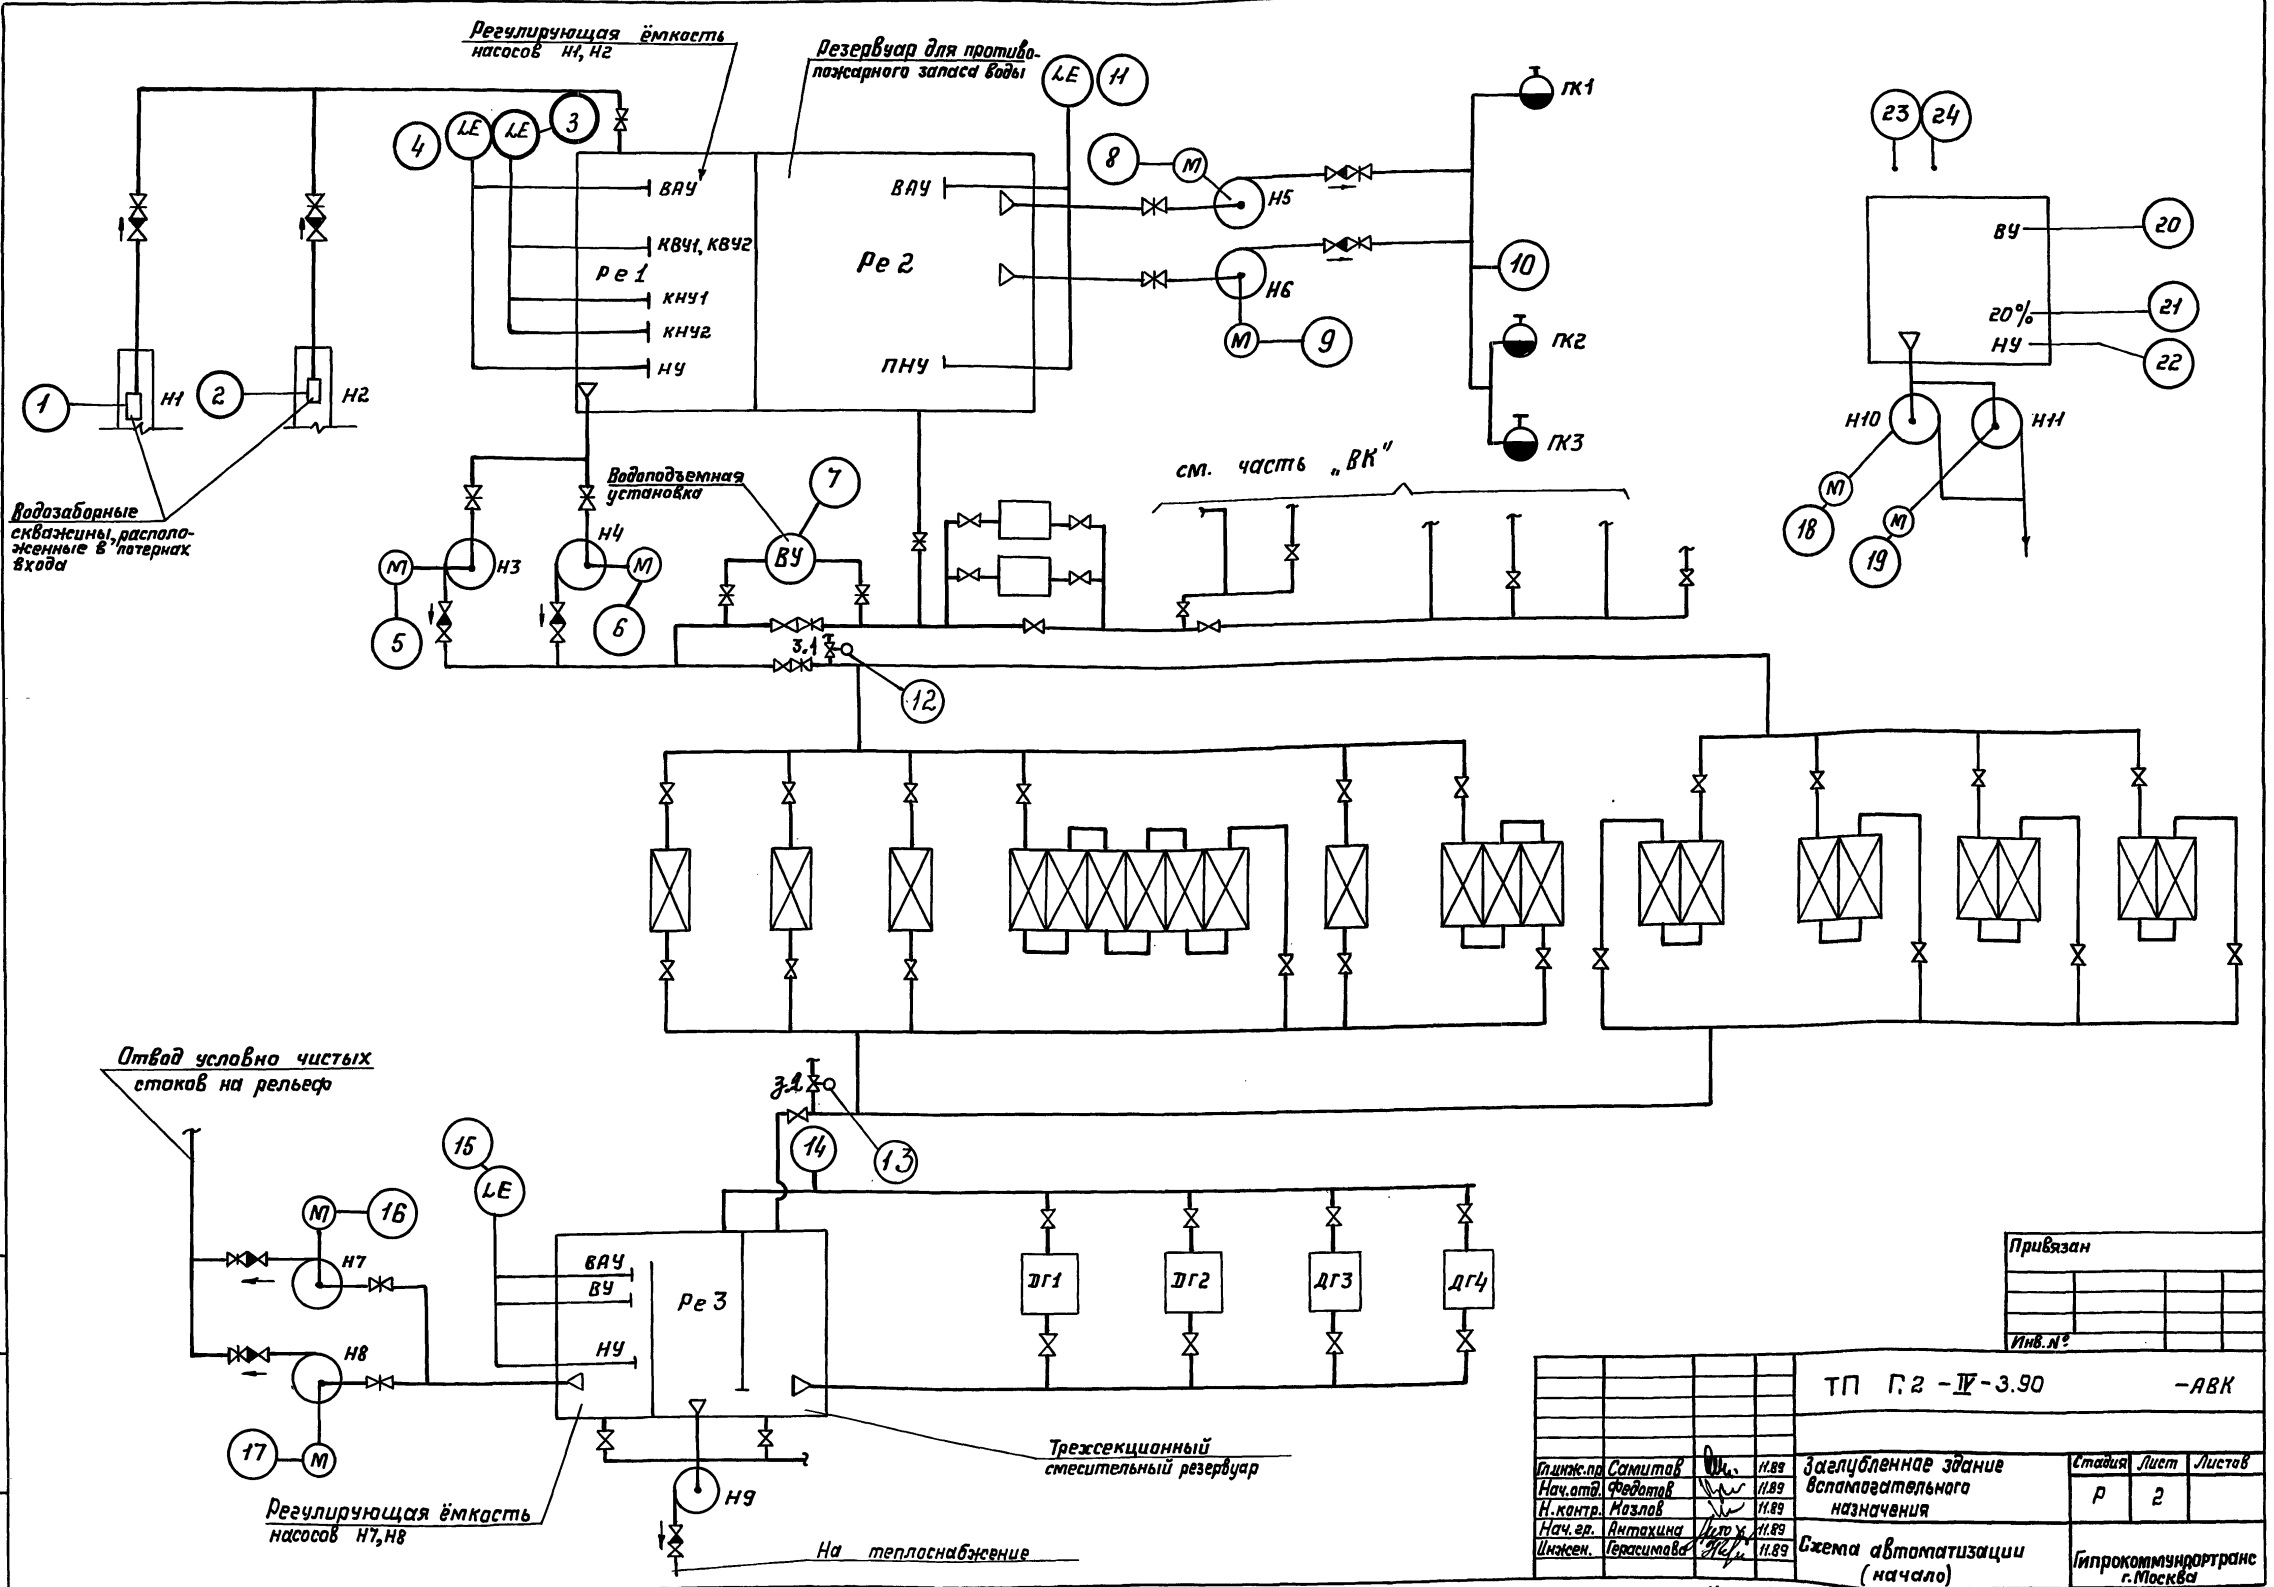 Регулирующая ёмкость
насосов Н1, Н2
Резервуар для противо-
пожарного запаса воды
LE
11
4
LE
LE
3
ВАУ
КВУ1, КВУ2
Ре 1
КНУ1
КНУ2
НУ
ВАУ
Ре 2
ПНУ
8
М
Н5
Н6
М
9
ГК1
10
ГК2
ГК3
23
24
ВУ
20
20%
21
НУ
22
Н10
Н11
М
18
М
19
1
Н1
2
Н2
Водозаборные
скважины, располо-
женные в потернах
входа
Водоподъемная
установка
7
ВУ
см. часть „ВК"
М
Н3
5
Н4
М
6
3.1
12
Отвод условно чистых
стоков на рельеф
3.2
13
14
15
LE
М
16
Н7
Н8
17
М
ВАУ
ВУ
НУ
Ре 3
ДГ1
ДГ2
ДГ3
ДГ4
Трехсекционный
смесительный резервуар
Н9
Регулирующая ёмкость
насосов Н7, Н8
На теплоснабжение
Привязан
Инв. №
ТП Г.2 -IV-3.90 -АВК
Гл.инж.пр Самитов 11.89
Нач.отд. Федотов 11.89
Н.контр. Козлов 11.89
Нач. гр. Антохина 11.89
Инжен. Герасимова 11.89
Заглубленное здание
вспомогательного
назначения
Стадия Лист Листов
Р 2
Схема автоматизации
(начало)
Гипрокоммундортранс
г. Москва